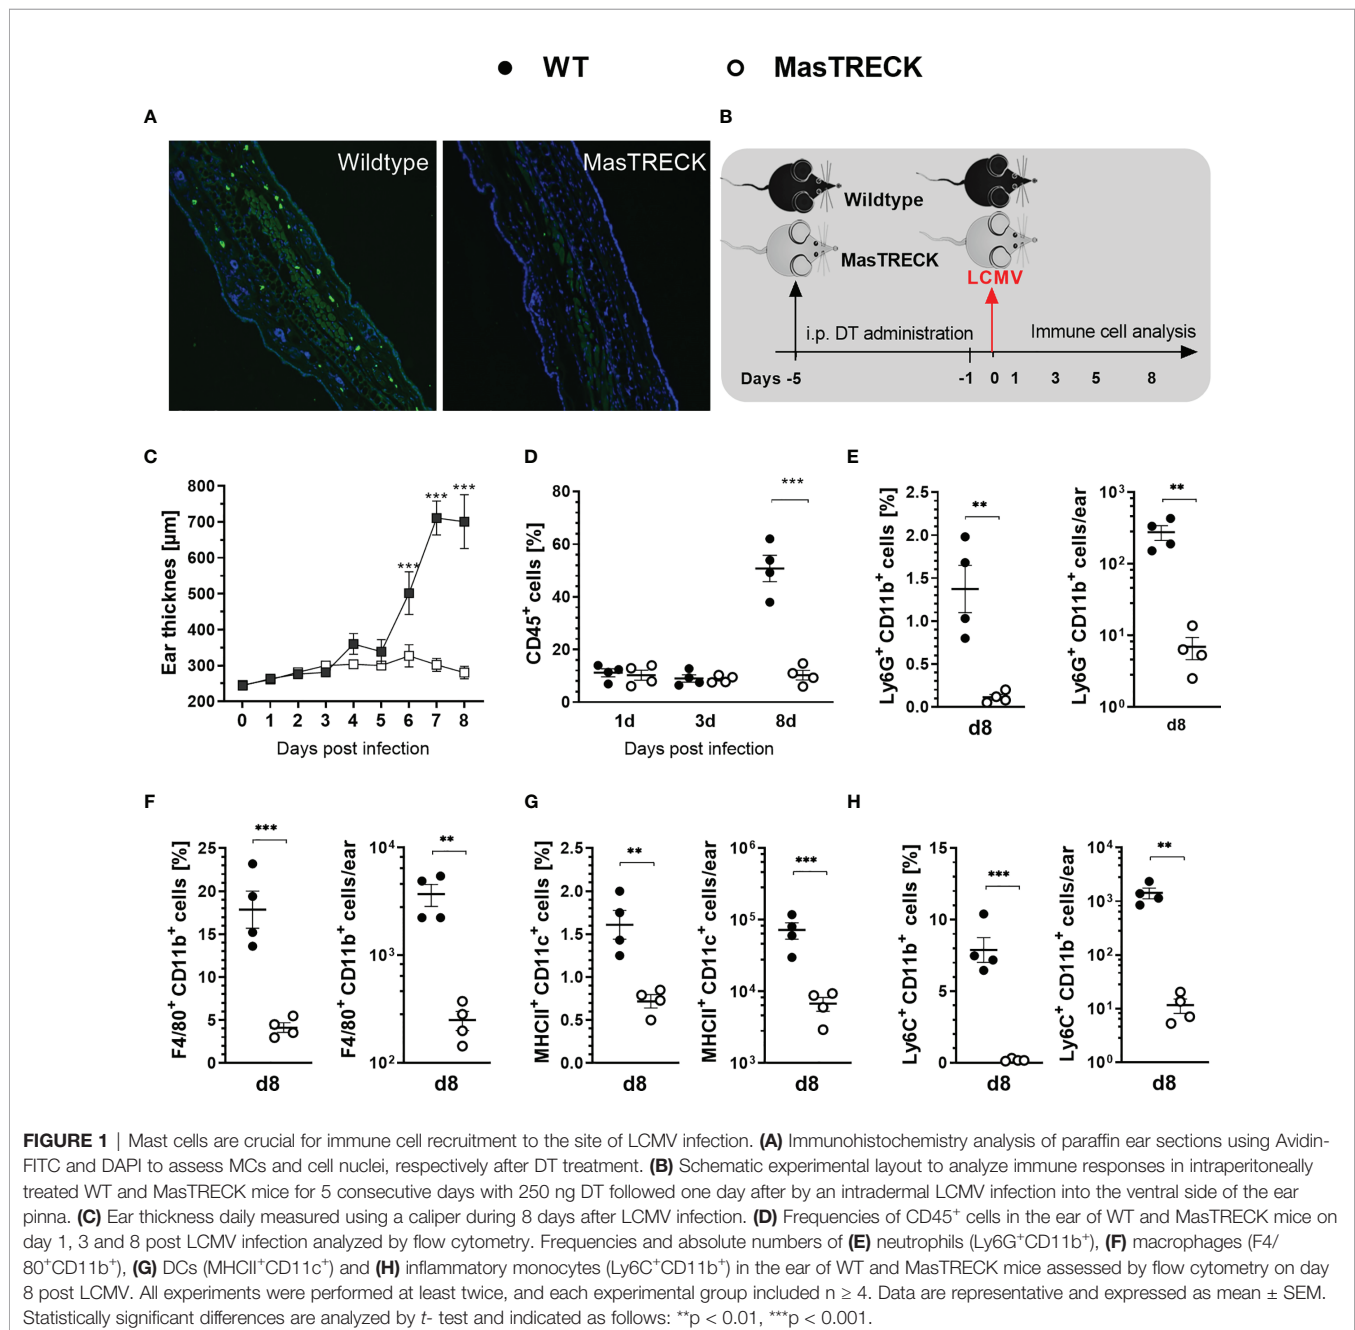 WT
MasTRECK
A
Wildtype
MasTRECK
B
Wildtype
MasTRECK
LCMV
i.p. DT administration
Immune cell analysis
Days -5
-1
0
1
3
5
8
C
Ear thicknes [µm]
800
700
600
500
400
300
200
***
***
***
0 1 2 3 4 5 6 7 8
Days post infection
D
CD45⁺ cells [%]
80
60
40
20
0
***
1d 3d 8d
Days post infection
E
Ly6G⁺ CD11b⁺ cells [%]
2.5
2.0
1.5
1.0
0.5
0.0
**
d8
Ly6G⁺ CD11b⁺ cells/ear
10³
10²
10¹
10⁰
**
d8
F
F4/80⁺ CD11b⁺ cells [%]
25
20
15
10
5
0
***
d8
F4/80⁺ CD11b⁺ cells/ear
10⁴
10³
10²
**
d8
G
MHCII⁺ CD11c⁺ cells [%]
2.5
2.0
1.5
1.0
0.5
0.0
**
d8
MHCII⁺ CD11c⁺ cells/ear
10⁶
10⁵
10⁴
10³
***
d8
H
Ly6C⁺ CD11b⁺ cells [%]
15
10
5
0
***
d8
Ly6C⁺ CD11b⁺ cells/ear
10⁴
10³
10²
10¹
10⁰
**
d8
FIGURE 1 | Mast cells are crucial for immune cell recruitment to the site of LCMV infection. (A) Immunohistochemistry analysis of paraffin ear sections using Avidin-
FITC and DAPI to assess MCs and cell nuclei, respectively after DT treatment. (B) Schematic experimental layout to analyze immune responses in intraperitoneally
treated WT and MasTRECK mice for 5 consecutive days with 250 ng DT followed one day after by an intradermal LCMV infection into the ventral side of the ear
pinna. (C) Ear thickness daily measured using a caliper during 8 days after LCMV infection. (D) Frequencies of CD45⁺ cells in the ear of WT and MasTRECK mice on
day 1, 3 and 8 post LCMV infection analyzed by flow cytometry. Frequencies and absolute numbers of (E) neutrophils (Ly6G⁺CD11b⁺), (F) macrophages (F4/
80⁺CD11b⁺), (G) DCs (MHCII⁺CD11c⁺) and (H) inflammatory monocytes (Ly6C⁺CD11b⁺) in the ear of WT and MasTRECK mice assessed by flow cytometry on day
8 post LCMV. All experiments were performed at least twice, and each experimental group included n ≥ 4. Data are representative and expressed as mean ± SEM.
Statistically significant differences are analyzed by t- test and indicated as follows: **p < 0.01, ***p < 0.001.